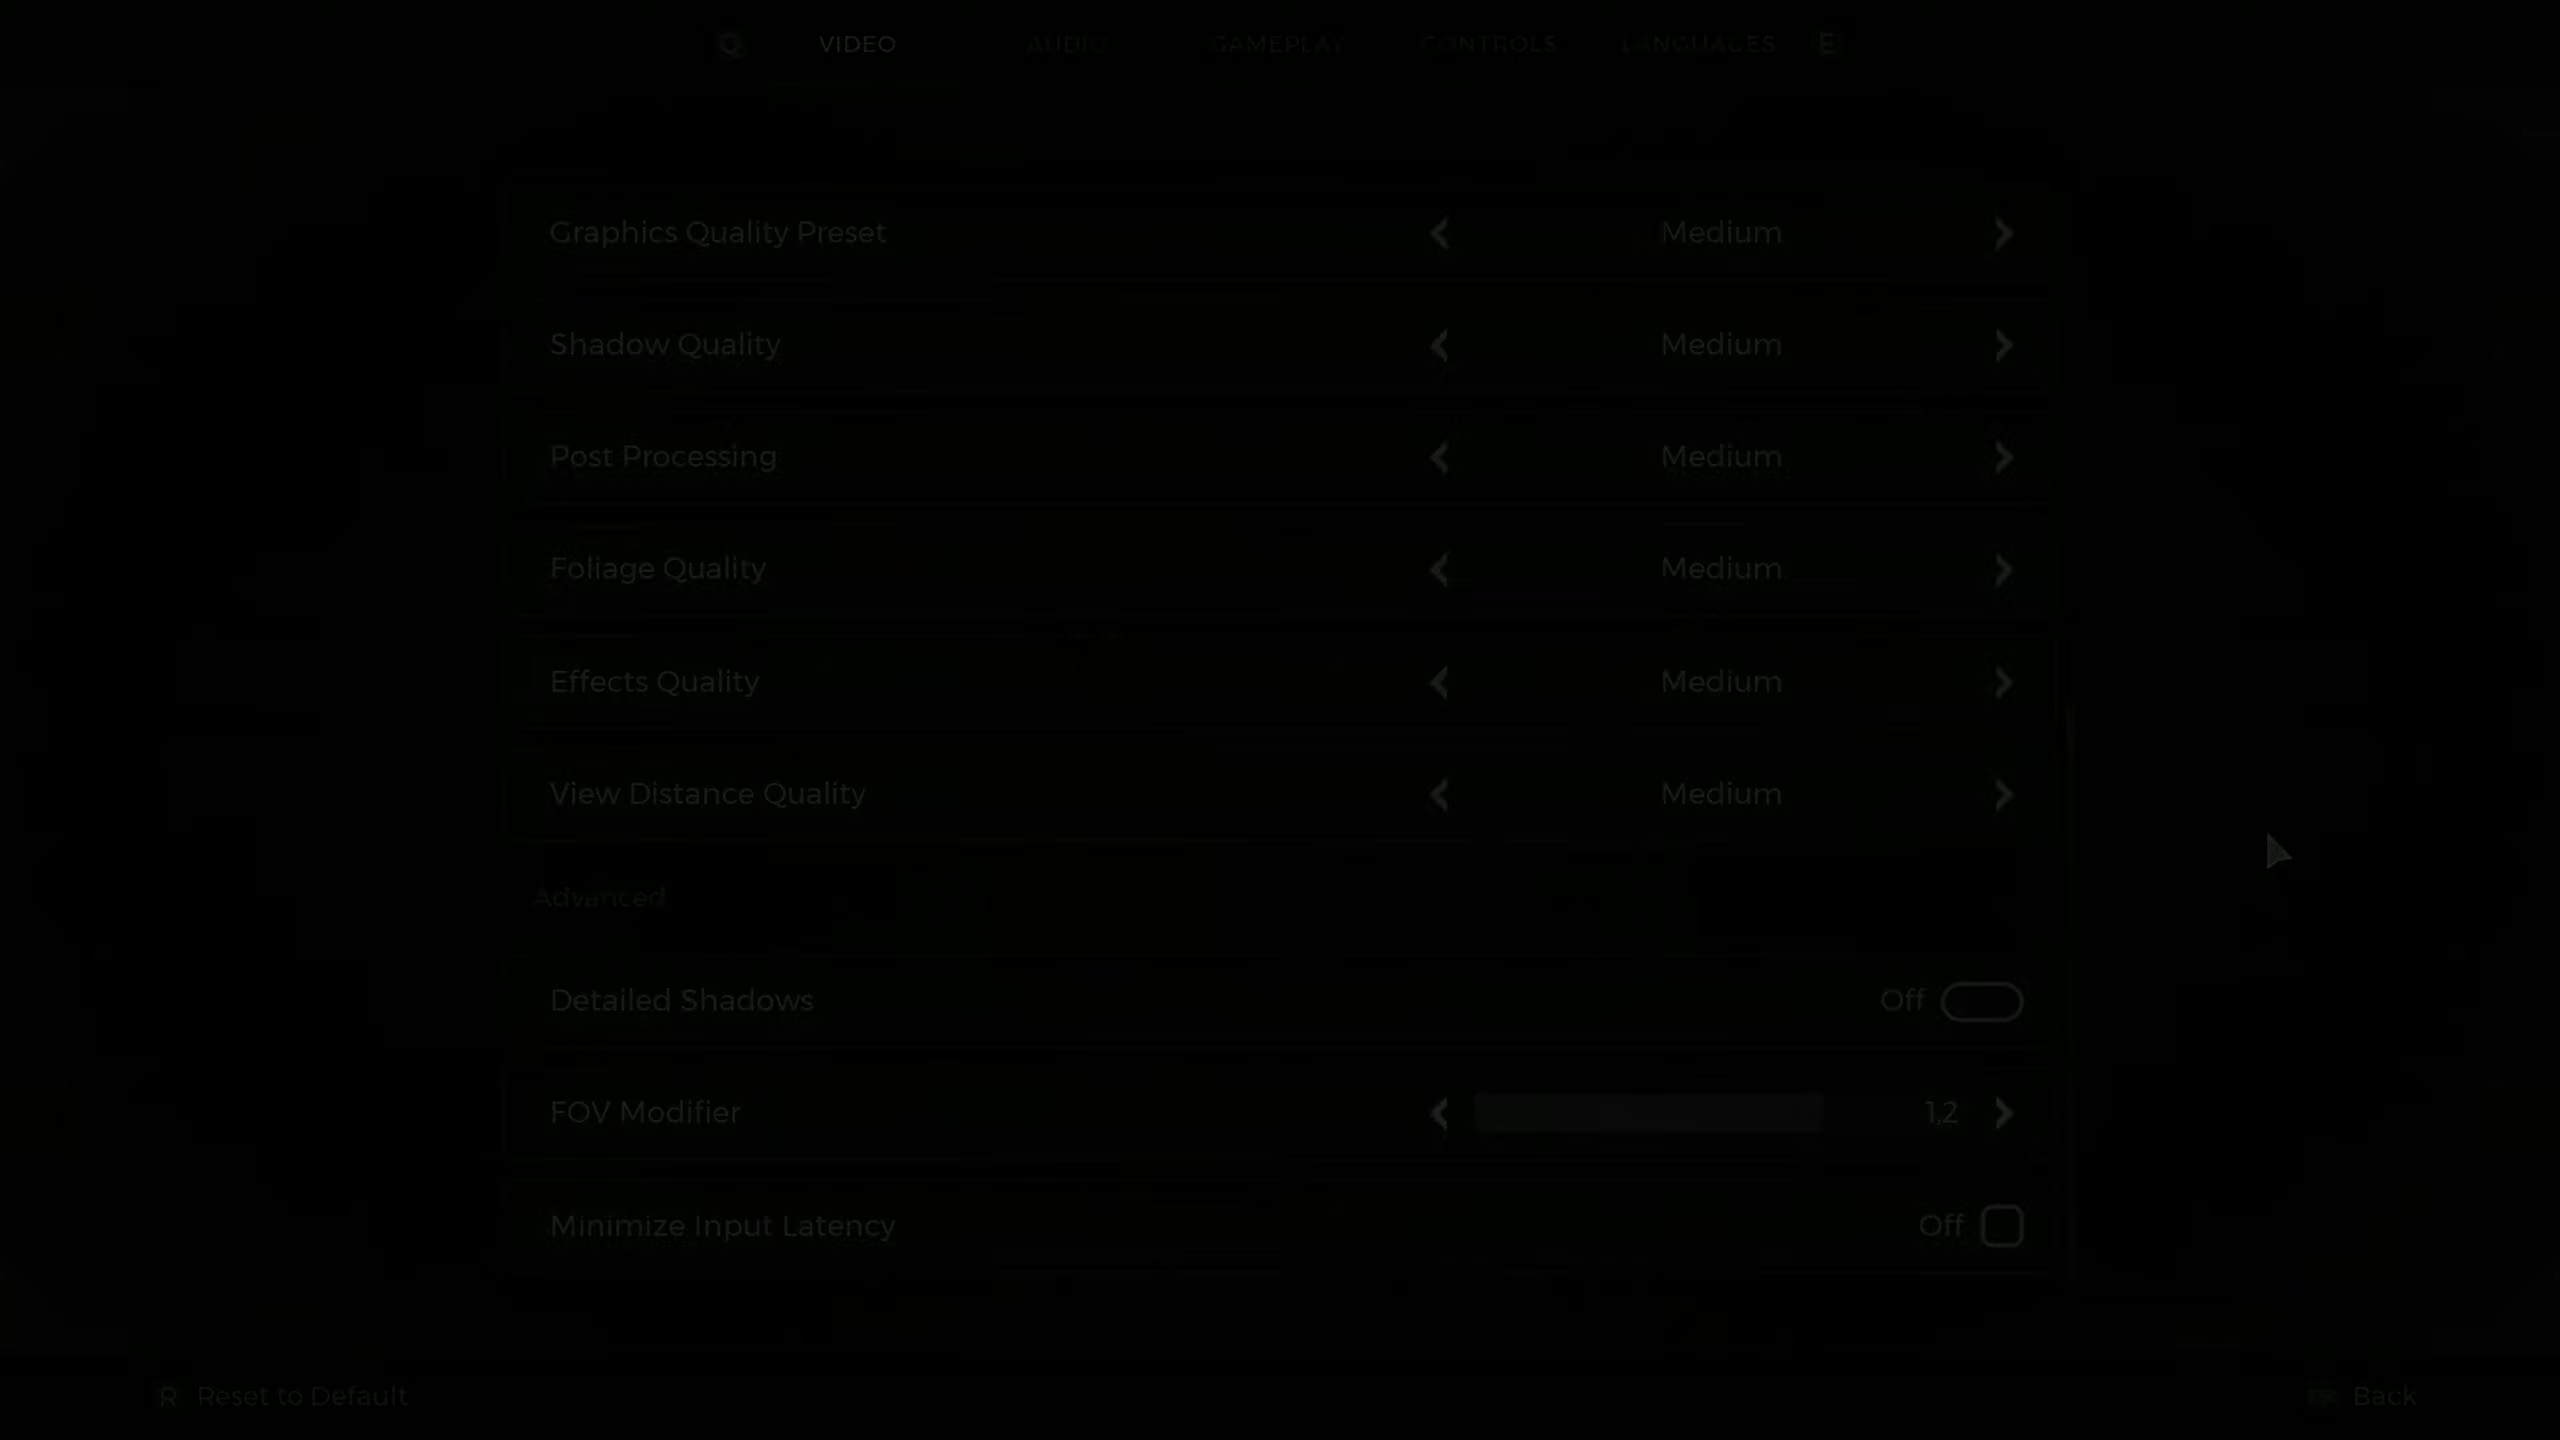 Q VIDEO AUDIO GAMEPLAY CONTROLS LANGUAGES E
Graphics Quality Preset Medium
Shadow Quality Medium
Post Processing Medium
Foliage Quality Medium
Effects Quality Medium
View Distance Quality Medium
Advanced
Detailed Shadows Off
FOV Modifier 1,2
Minimize Input Latency Off
R Reset to Default Back